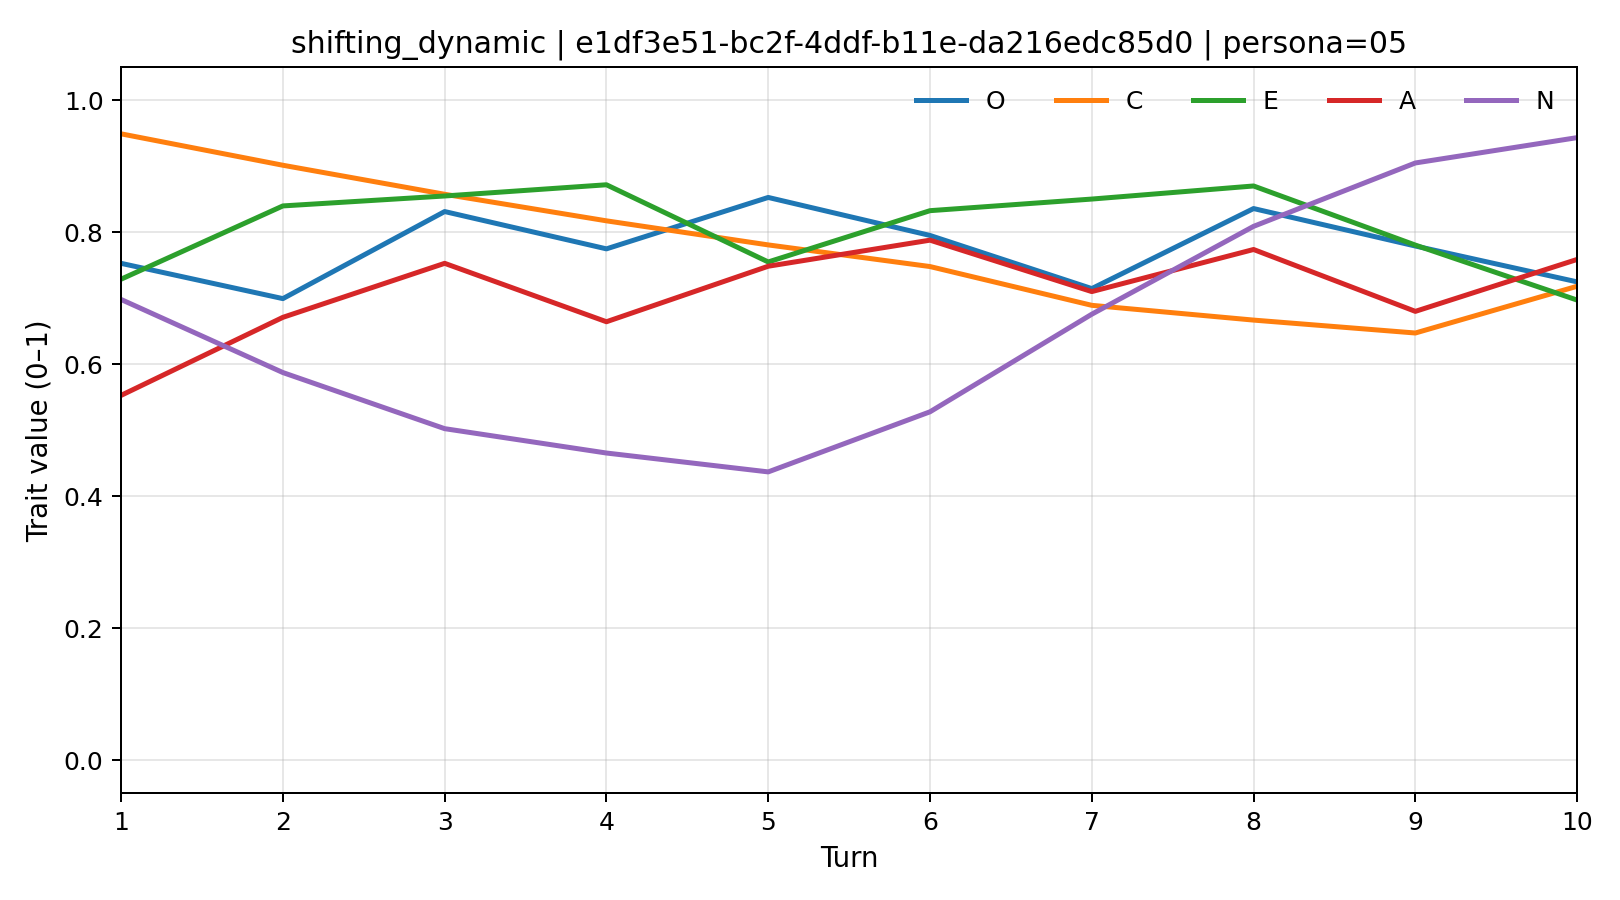 shifting_dynamic | e1df3e51-bc2f-4ddf-b11e-da216edc85d0 | persona=05
O C E A N
Trait value (0–1)
1.0
0.8
0.6
0.4
0.2
0.0
1 2 3 4 5 6 7 8 9 10
Turn